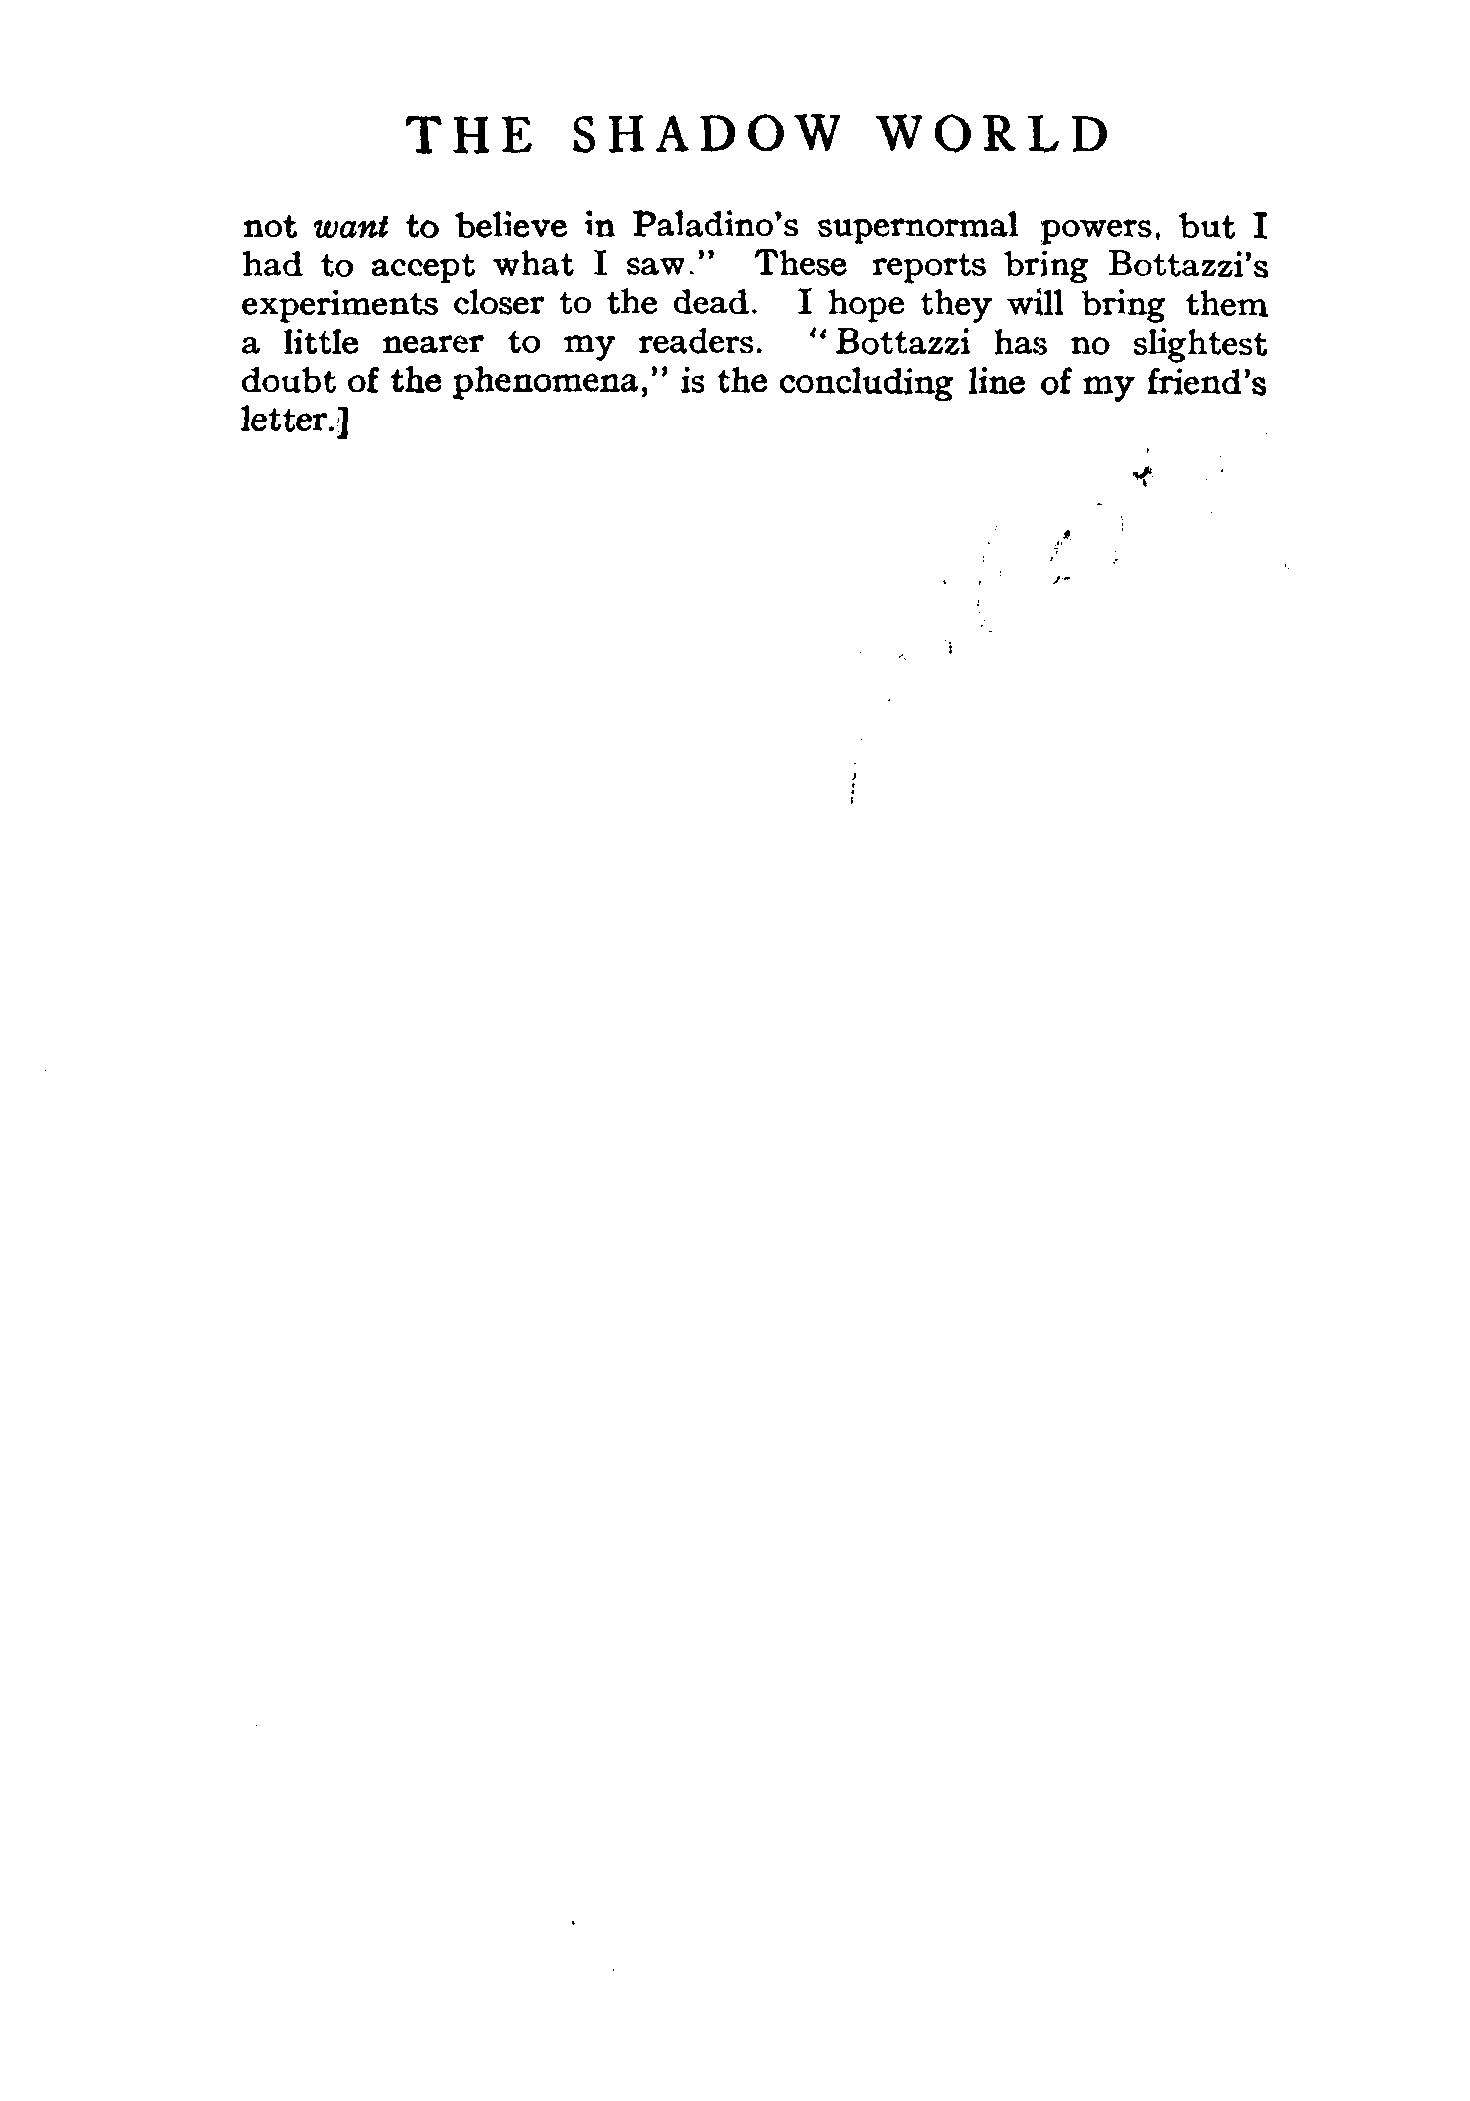 THE SHADOW WORLD
not want to believe in Paladino's supernormal powers, but I
had to accept what I saw." These reports bring Bottazzi's
experiments closer to the dead. I hope they will bring them
a little nearer to my readers. "Bottazzi has no slightest
doubt of the phenomena," is the concluding line of my friend's
letter.]